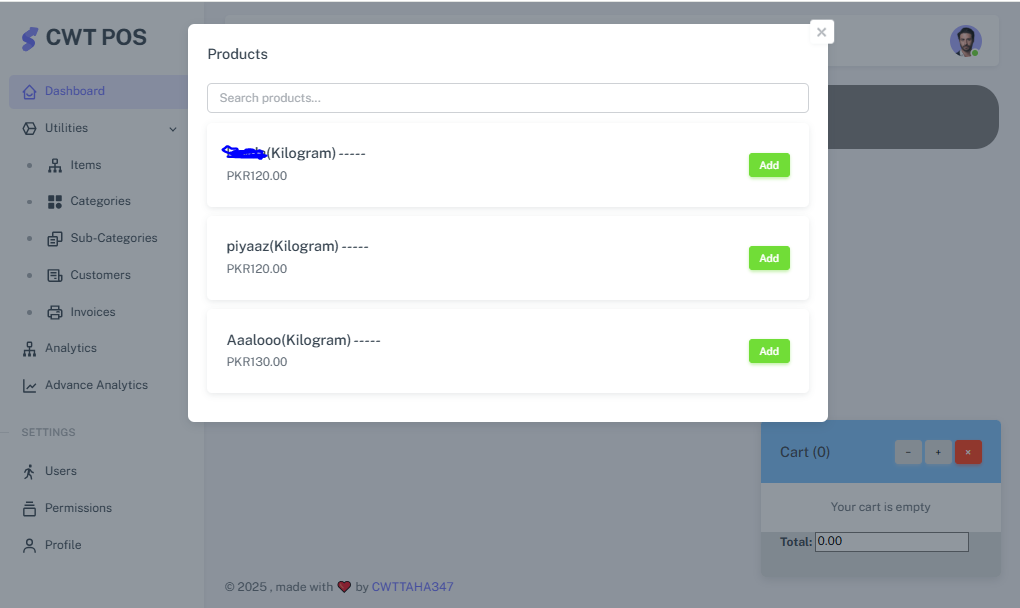 CWT POS
Dashboard
Utilities
Items
Categories
Sub-Categories
Customers
Invoices
Analytics
Advance Analytics
SETTINGS
Users
Permissions
Profile
Products
×
Search products...
(Kilogram) -----
PKR120.00
Add
piyaaz(Kilogram) -----
PKR120.00
Add
Aaalooo(Kilogram) -----
PKR130.00
Add
Cart (0)
- + ×
Your cart is empty
Total: 0.00
© 2025 , made with ❤️ by CWTTAHA347